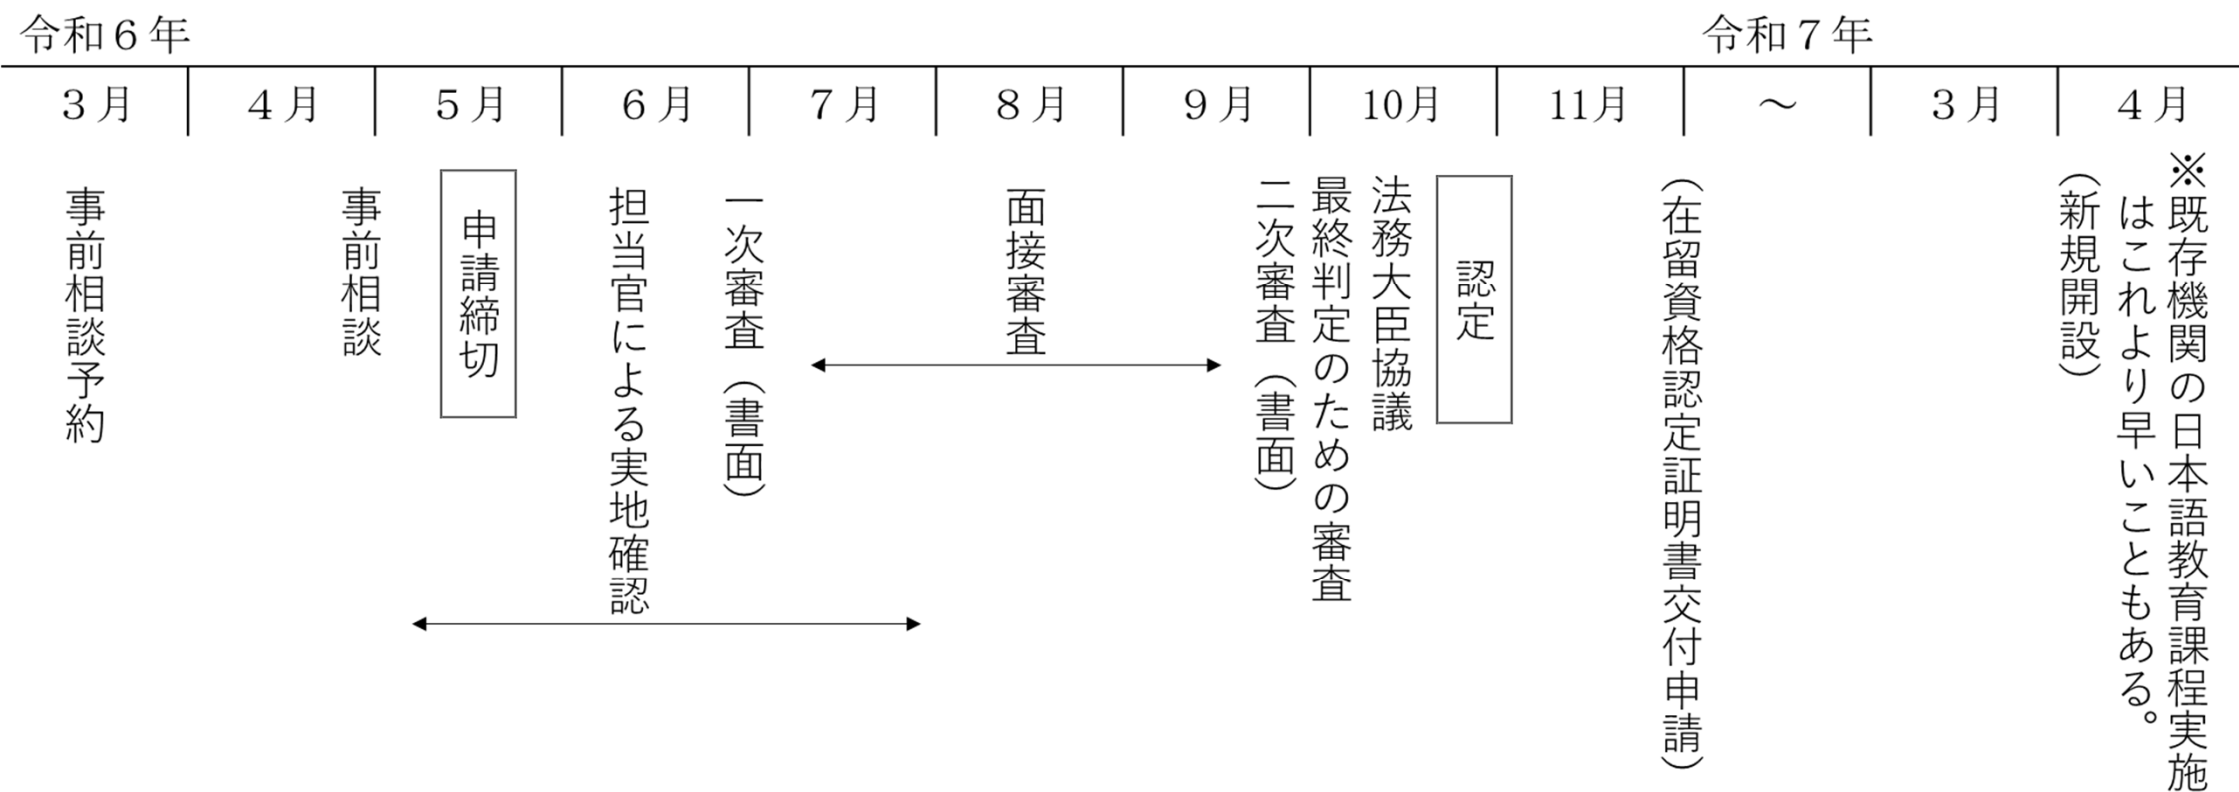 令和６年
令和７年
３月
４月
５月
６月
７月
８月
９月
10月
11月
～
３月
４月
事前相談予約
事前相談
申請締切
担当官による実地確認
一次審査（書面）
面接審査
二次審査（書面）
最終判定のための審査
法務大臣協議
認定
（在留資格認定証明書交付申請）
（新規開設）
※既存機関の日本語教育課程実施
はこれより早いこともある。